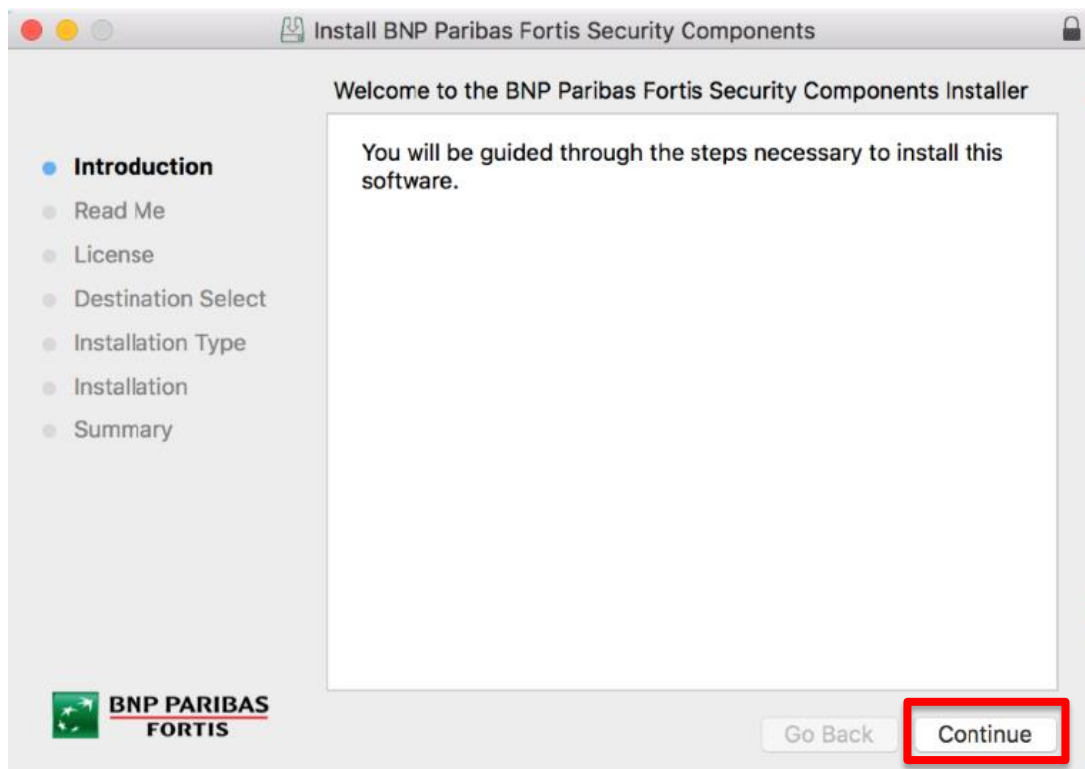 Install BNP Paribas Fortis Security Components
Welcome to the BNP Paribas Fortis Security Components Installer
Introduction
Read Me
License
Destination Select
Installation Type
Installation
Summary
You will be guided through the steps necessary to install this
software.
BNP PARIBAS
FORTIS
Go Back
Continue